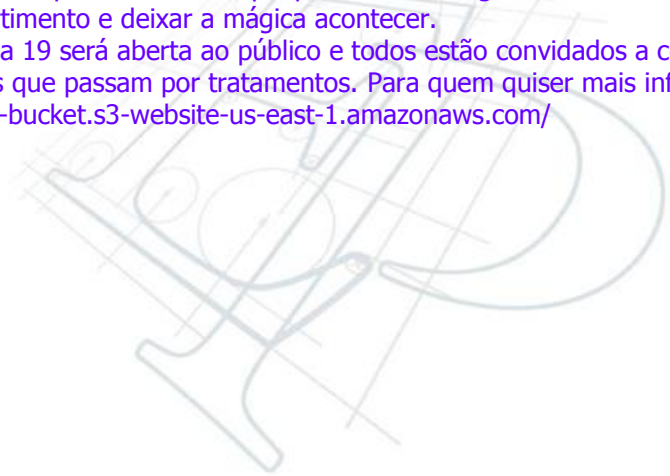 timento e deixar a mágica acontecer.
a 19 será aberta ao público e todos estão convidados a c
s que passam por tratamentos. Para quem quiser mais inf
-bucket.s3-website-us-east-1.amazonaws.com/